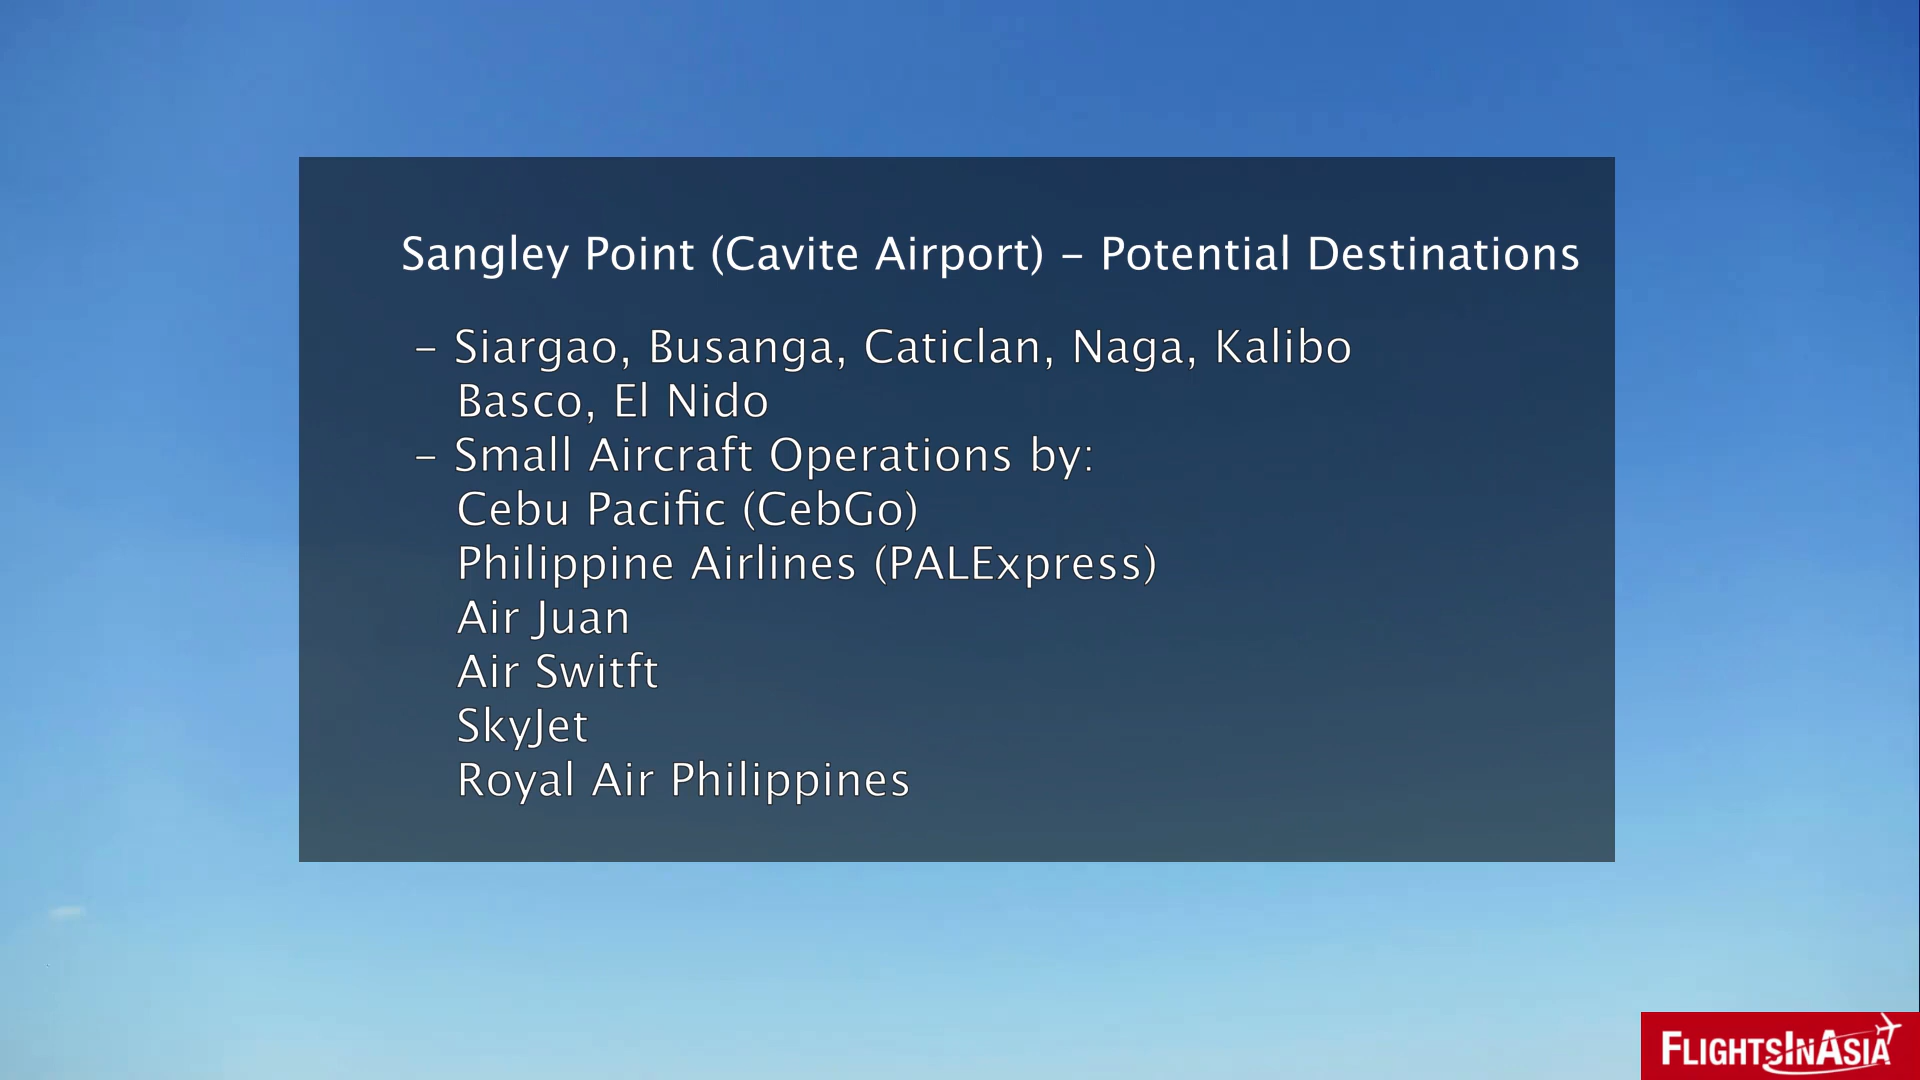 Sangley Point (Cavite Airport) – Potential Destinations
– Siargao, Busanga, Caticlan, Naga, Kalibo
Basco, El Nido
– Small Aircraft Operations by:
Cebu Pacific (CebGo)
Philippine Airlines (PALExpress)
Air Juan
Air Switft
SkyJet
Royal Air Philippines
FLIGHTSINASIA